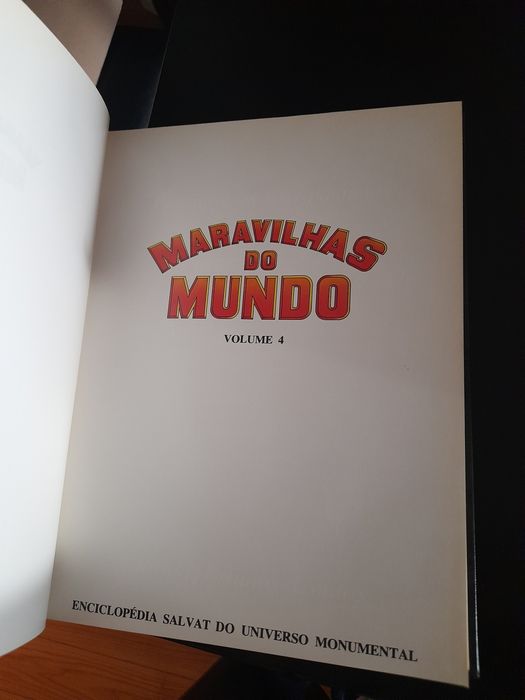 MARAVILHAS
DO
MUNDO
VOLUME 4
ENCICLOPÉDIA SALVAT DO UNIVERSO MONUMENTAL